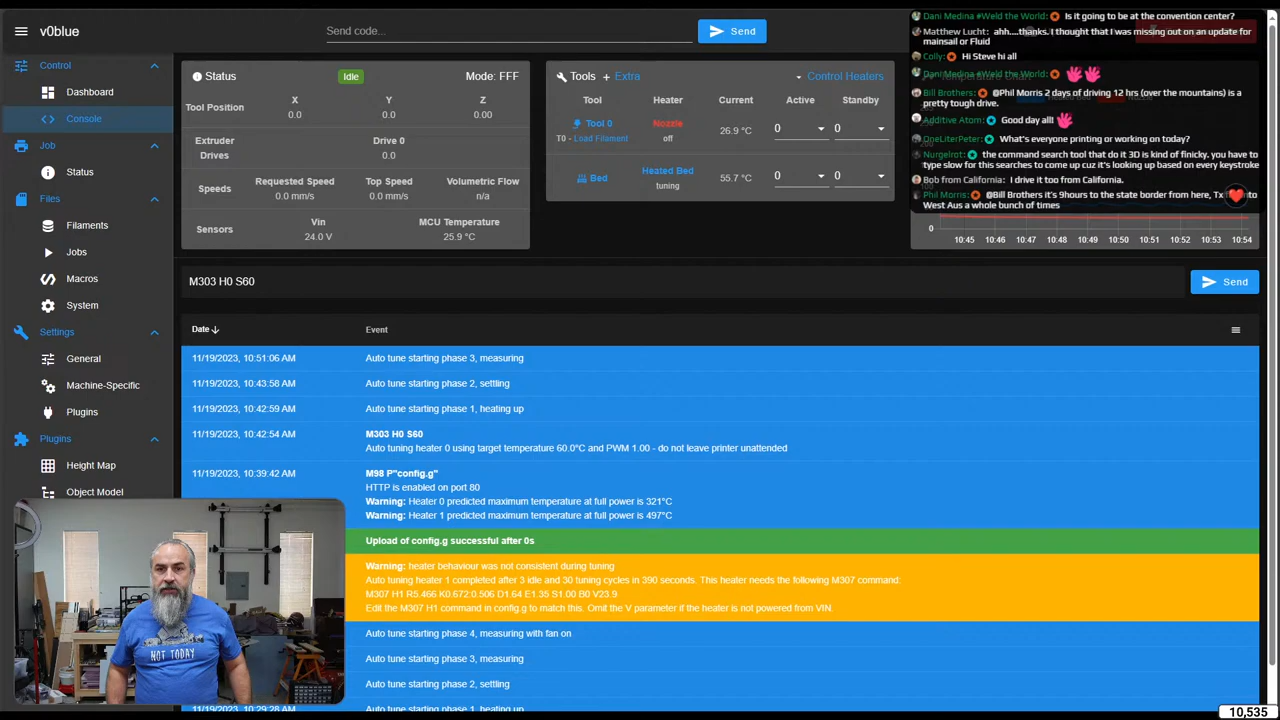 v0blue
Send code...
Send
Control
Dashboard
Console
Job
Status
Files
Filaments
Jobs
Macros
System
Settings
General
Machine-Specific
Plugins
Plugins
Height Map
Object Model
Status
Idle
Mode: FFF
Tool Position
X
Y
Z
0.0
0.0
0.00
Extruder
Drives
Drive 0
0.0
Speeds
Requested Speed
Top Speed
Volumetric Flow
0.0 mm/s
0.0 mm/s
n/a
Sensors
Vin
MCU Temperature
24.0 V
25.9 °C
Tools
Extra
Control Heaters
Tool
Heater
Current
Active
Standby
Tool 0
T0 - Load Filament
Nozzle
off
26.9 °C
0
0
Bed
Heated Bed
tuning
55.7 °C
0
0
Dani Medina #Weld the World: Is it going to be at the convention center?
Matthew Lucht: ahh....thanks. I thought that I was missing out on an update for
mainsail or Fluid
Colly: Hi Steve hi all
Dani Medina #Weld the World:
Bill Brothers: @Phil Morris 2 days of driving 12 hrs (over the mountains) is a
pretty tough drive.
Additive Atom: Good day all!
OneLiterPeter: What's everyone printing or working on today?
Nurgelrot: the command search tool that do it 3D is kind of finicky. you have to
type slow for this searches to come up cuz it's looking up based on every keystroke
Bob from California: I drive it too from California.
Phil Morris: @Bill Brothers it's 9hours to the state border from here, Tx
West Aus a whole bunch of times
0
10:45 10:46 10:47 10:48 10:49 10:50 10:51 10:52 10:53 10:54
M303 H0 S60
Send
Date
Event
11/19/2023, 10:51:06 AM
Auto tune starting phase 3, measuring
11/19/2023, 10:43:58 AM
Auto tune starting phase 2, settling
11/19/2023, 10:42:59 AM
Auto tune starting phase 1, heating up
11/19/2023, 10:42:54 AM
M303 H0 S60
Auto tuning heater 0 using target temperature 60.0°C and PWM 1.00 - do not leave printer unattended
11/19/2023, 10:39:42 AM
M98 P"config.g"
HTTP is enabled on port 80
Warning: Heater 0 predicted maximum temperature at full power is 321°C
Warning: Heater 1 predicted maximum temperature at full power is 497°C
Upload of config.g successful after 0s
Warning: heater behaviour was not consistent during tuning
Auto tuning heater 1 completed after 3 idle and 30 tuning cycles in 390 seconds. This heater needs the following M307 command:
M307 H1 R5.466 K0.672:0.506 D1.64 E1.35 S1.00 B0 V23.9
Edit the M307 H1 command in config.g to match this. Omit the V parameter if the heater is not powered from VIN.
Auto tune starting phase 4, measuring with fan on
Auto tune starting phase 3, measuring
Auto tune starting phase 2, settling
Auto tune starting phase 1, heating up
NOT TODAY
10,535